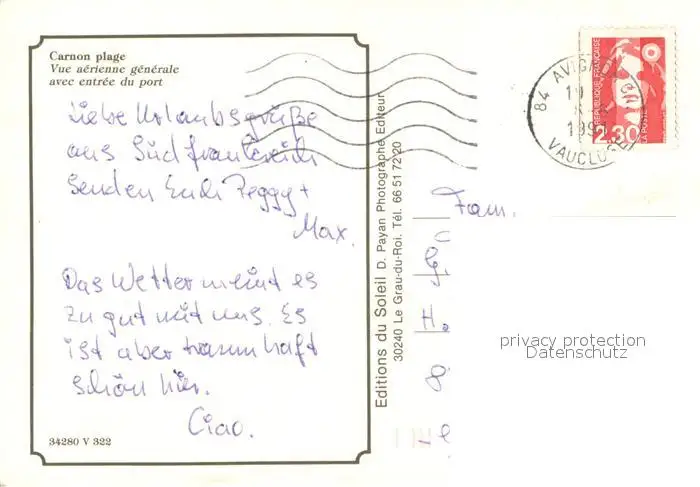 Carnon plage
Vue aérienne générale
avec entrée du port
Liebe Urlaubsgrüße
aus Südfrankreich
senden Euch Peggy +
Max.
Das Wetter meint es
zu gut mit uns. Es
ist aber traumhaft
schön hier.
Ciao.
34280 V 322
Editions du Soleil D. Payan Photographe Editeur
30240 Le Grau-du-Roi. Tél. 66 51 72 20
Fam.
G
H.
REPUBLIQUE FRANÇAISE
2,30
LA POSTE
84 AVIG
VAUCLUSE
privacy protection
Datenschutz